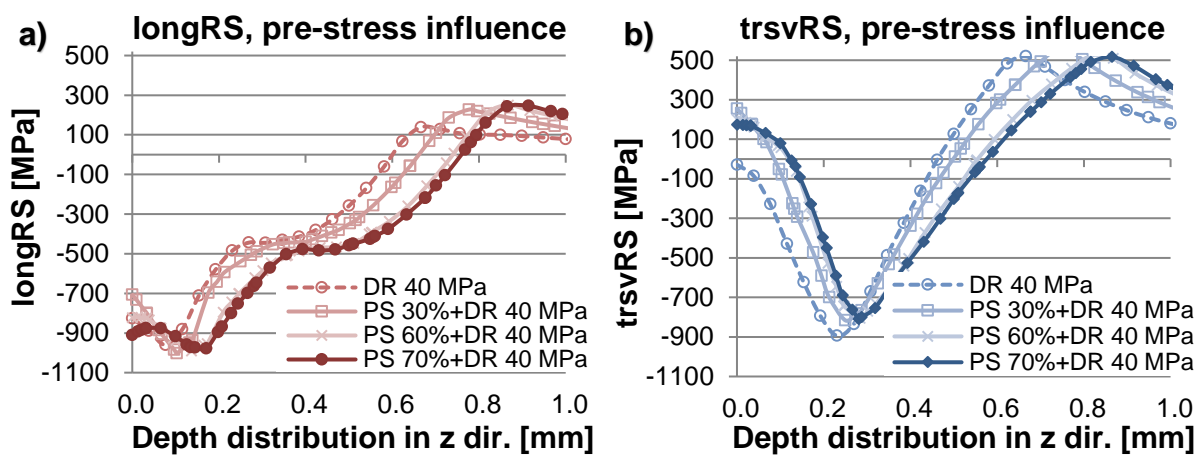 a)
longRS, pre-stress influence
500
300
100
-100
-300
-500
-700
-900
-1100
longRS [MPa]
DR 40 MPa
PS 30%+DR 40 MPa
PS 60%+DR 40 MPa
PS 70%+DR 40 MPa
0.0 0.2 0.4 0.6 0.8 1.0
Depth distribution in z dir. [mm]
b)
trsvRS, pre-stress influence
500
300
100
-100
-300
-500
-700
-900
-1100
trsvRS [MPa]
DR 40 MPa
PS 30%+DR 40 MPa
PS 60%+DR 40 MPa
PS 70%+DR 40 MPa
0.0 0.2 0.4 0.6 0.8 1.0
Depth distribution in z dir. [mm]